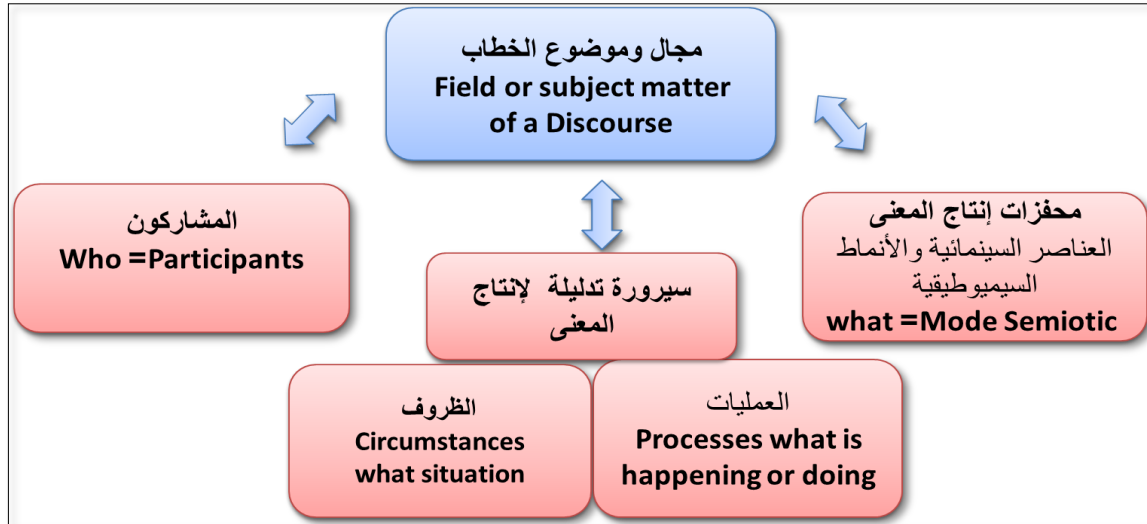 مجال وموضوع الخطاب
Field or subject matter
of a Discourse
المشاركون
Who =Participants
محفزات إنتاج المعنى
العناصر السينمائية والأنماط
السيميوطيقية
what =Mode Semiotic
سيرورة تدليلة لإنتاج
المعنى
الظروف
Circumstances
what situation
العمليات
Processes what is
happening or doing